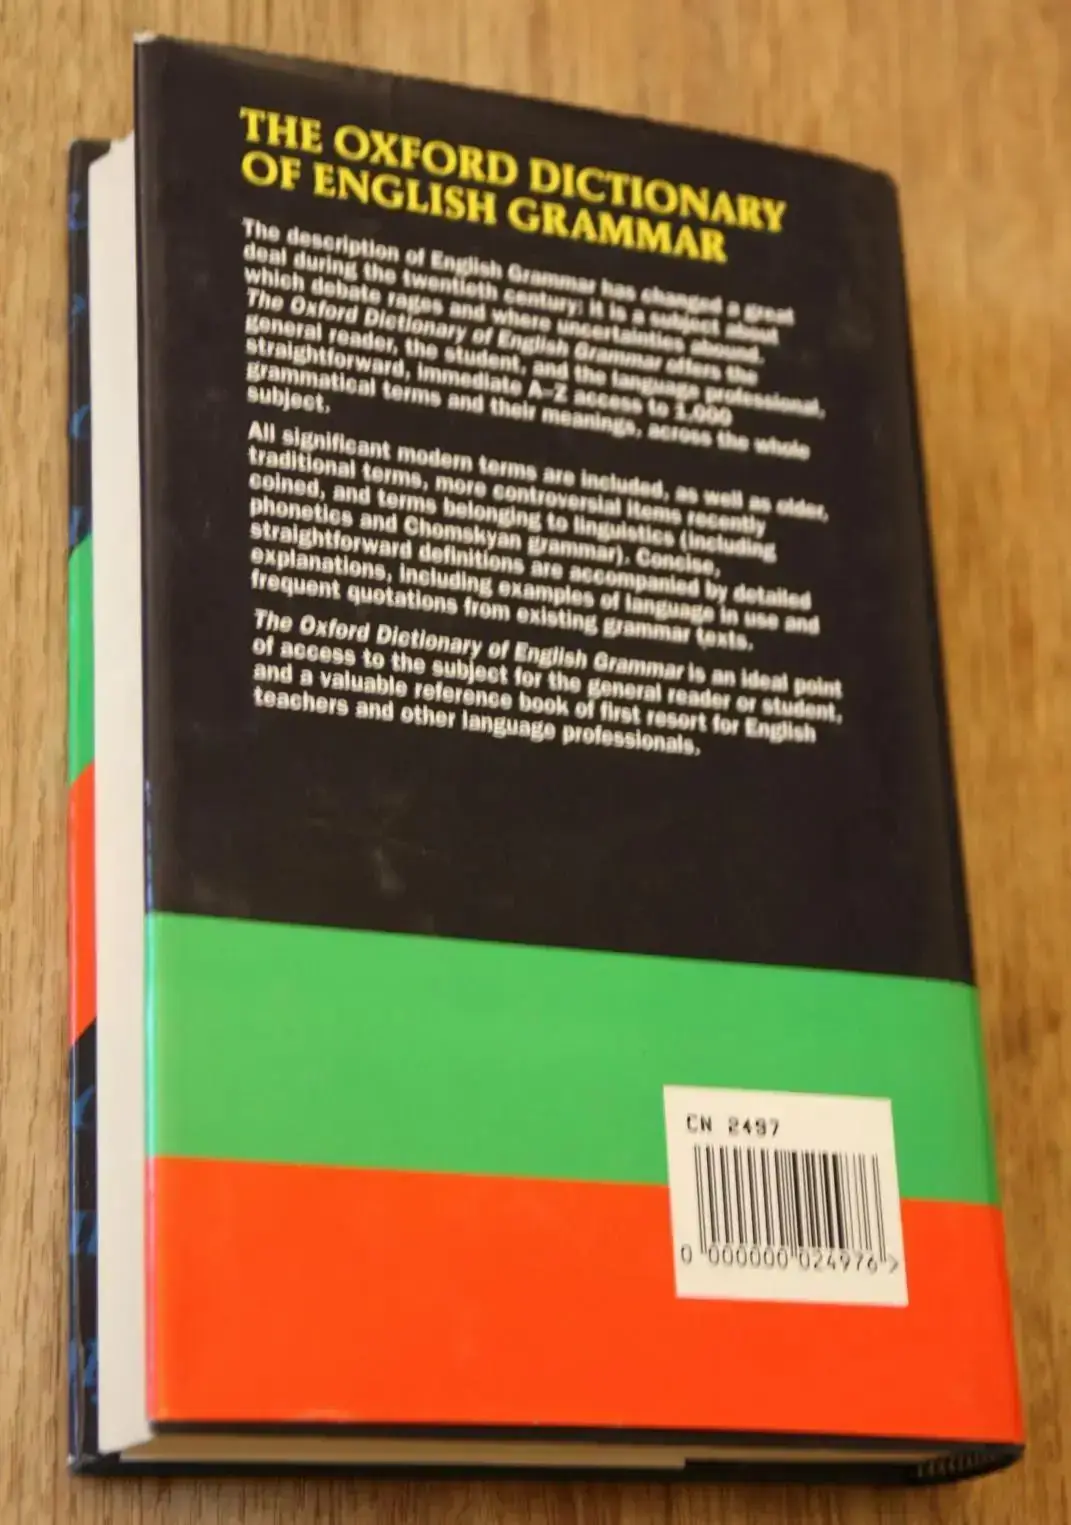 THE OXFORD DICTIONARY
OF ENGLISH GRAMMAR
The description of English Grammar has changed a great
deal during the twentieth century: it is a subject about
which debate rages and where uncertainties abound.
The Oxford Dictionary of English Grammar offers the
general reader, the student, and the language professional,
straightforward, immediate A–Z access to 1,000
grammatical terms and their meanings, across the whole
subject.
All significant modern terms are included, as well as older,
traditional terms, more controversial items recently
coined, and terms belonging to linguistics (including
phonetics and Chomskyan grammar). Concise,
straightforward definitions are accompanied by detailed
explanations, including examples of language in use and
frequent quotations from existing grammar texts.
The Oxford Dictionary of English Grammar is an ideal point
of access to the subject for the general reader or student,
and a valuable reference book of first resort for English
teachers and other language professionals.
CN 2497
0 000000 024976 >